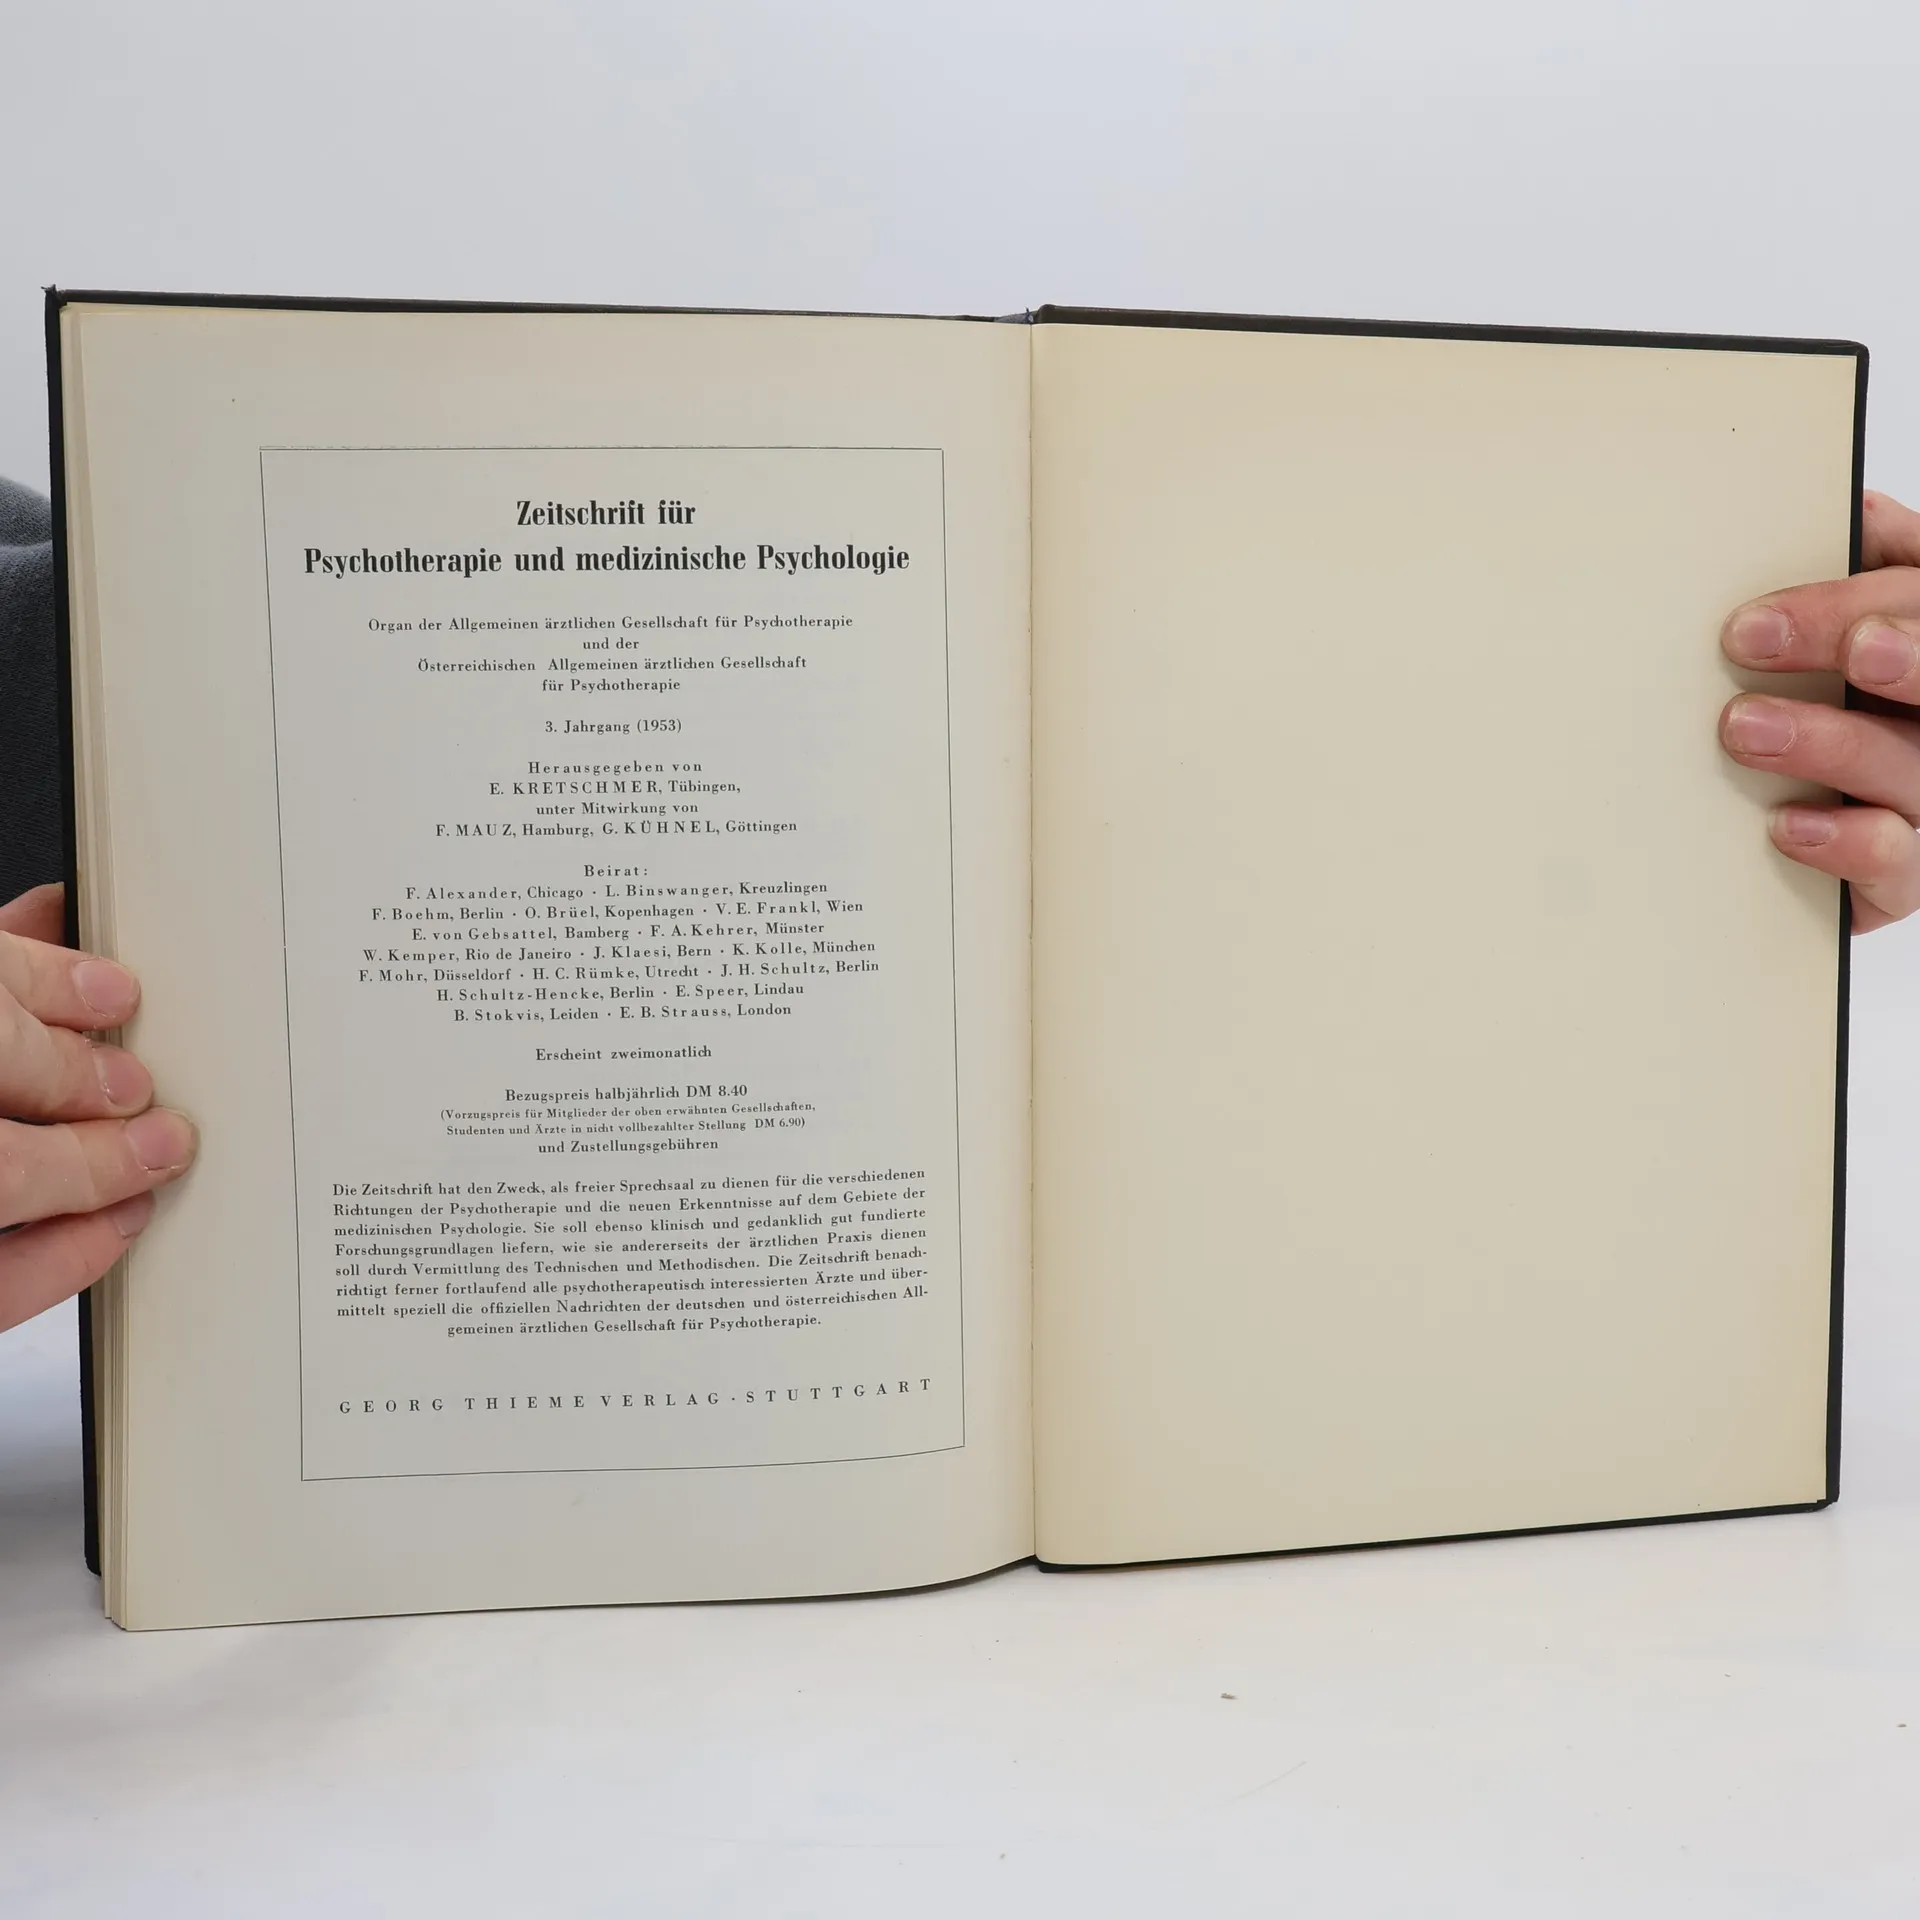 Zeitschrift für
Psychotherapie und medizinische Psychologie
Organ der Allgemeinen ärztlichen Gesellschaft für Psychotherapie
und der
Österreichischen Allgemeinen ärztlichen Gesellschaft
für Psychotherapie
3. Jahrgang (1953)
Herausgegeben von
E. KRETSCHMER, Tübingen,
unter Mitwirkung von
F. MAUZ, Hamburg, G. KÜHNEL, Göttingen
Beirat:
F. Alexander, Chicago · L. Binswanger, Kreuzlingen
F. Boehm, Berlin · O. Brüel, Kopenhagen · V. E. Frankl, Wien
E. von Gebsattel, Bamberg · F. A. Kehrer, Münster
W. Kemper, Rio de Janeiro · J. Klaesi, Bern · K. Kolle, München
F. Mohr, Düsseldorf · H. C. Rümke, Utrecht · J. H. Schultz, Berlin
H. Schultz-Hencke, Berlin · E. Speer, Lindau
B. Stokvis, Leiden · E. B. Strauss, London
Erscheint zweimonatlich
Bezugspreis halbjährlich DM 8.40
(Vorzugspreis für Mitglieder der oben erwähnten Gesellschaften,
Studenten und Ärzte in nicht vollbezahlter Stellung DM 6.90)
und Zustellungsgebühren
Die Zeitschrift hat den Zweck, als freier Sprechsaal zu dienen für die verschiedenen
Richtungen der Psychotherapie und die neuen Erkenntnisse auf dem Gebiete der
medizinischen Psychologie. Sie soll ebenso klinisch und gedanklich gut fundierte
Forschungsgrundlagen liefern, wie sie andererseits der ärztlichen Praxis dienen
soll durch Vermittlung des Technischen und Methodischen. Die Zeitschrift benach-
richtigt ferner fortlaufend alle psychotherapeutisch interessierten Ärzte und über-
mittelt speziell die offiziellen Nachrichten der deutschen und österreichischen All-
gemeinen ärztlichen Gesellschaft für Psychotherapie.
GEORG THIEME VERLAG · STUTTGART